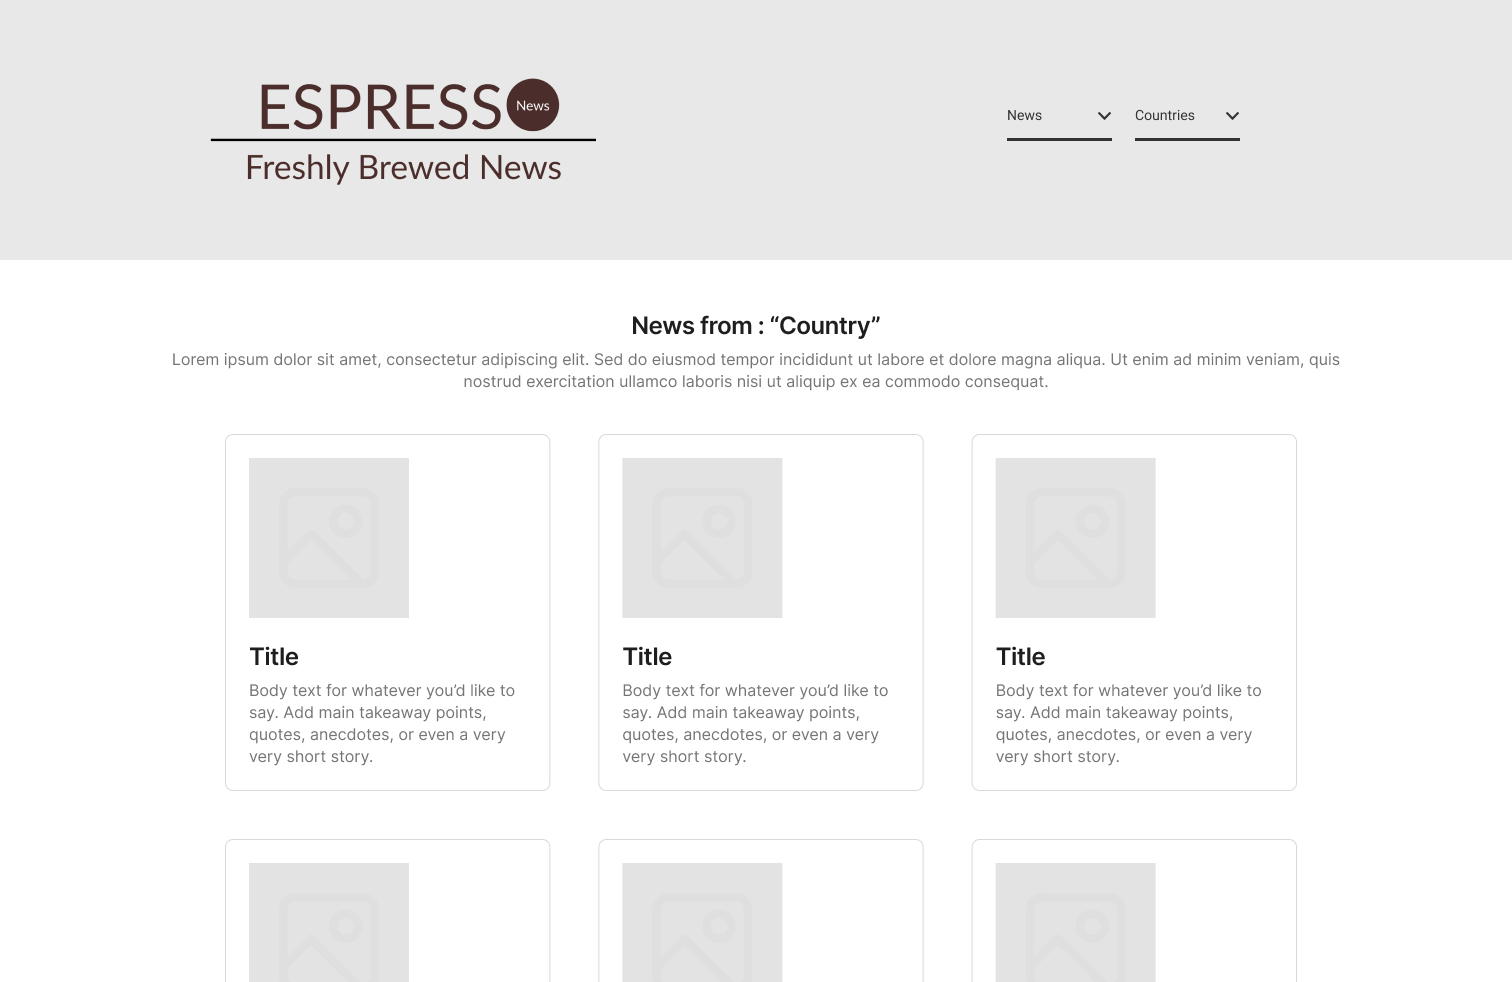 ESPRESS News
Freshly Brewed News
News
Countries
News from : “Country”
Lorem ipsum dolor sit amet, consectetur adipiscing elit. Sed do eiusmod tempor incididunt ut labore et dolore magna aliqua. Ut enim ad minim veniam, quis
nostrud exercitation ullamco laboris nisi ut aliquip ex ea commodo consequat.
Title
Body text for whatever you’d like to
say. Add main takeaway points,
quotes, anecdotes, or even a very
very short story.
Title
Body text for whatever you’d like to
say. Add main takeaway points,
quotes, anecdotes, or even a very
very short story.
Title
Body text for whatever you’d like to
say. Add main takeaway points,
quotes, anecdotes, or even a very
very short story.